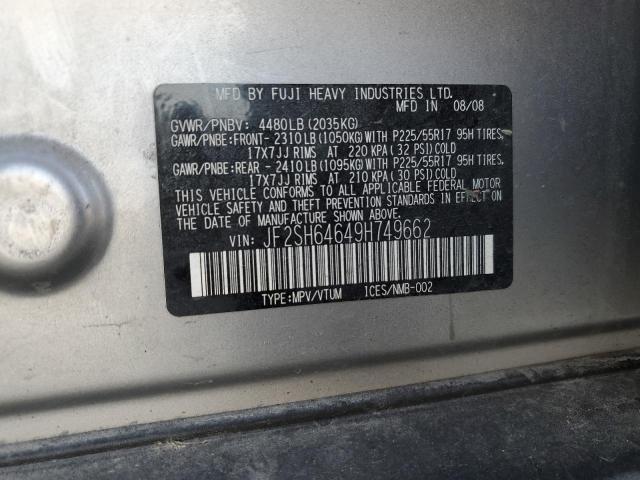 MFD BY FUJI HEAVY INDUSTRIES LTD.
MFD IN 08/08
GVWR/PNBV: 4480LB(2035KG)
GAWR/PNBE:FRONT-2310LB(1050KG)WITH P225/55R17 95H TIRES,
17X7JJ RIMS AT 220 KPA(32 PSI)COLD
GAWR/PNBE:REAR -2410LB(1095KG)WITH P225/55R17 95H TIRES,
17X7JJ RIMS AT 210 KPA(30 PSI)COLD
THIS VEHICLE CONFORMS TO ALL APPLICABLE FEDERAL MOTOR
VEHICLE SAFETY AND THEFT PREVENTION STANDARDS IN EFFECT
ON THE DATE OF MANUFACTURE SHOWN ABOVE.
VIN: JF2SH64649H749662
TYPE:MPV/VTUM ICES/NMB-002